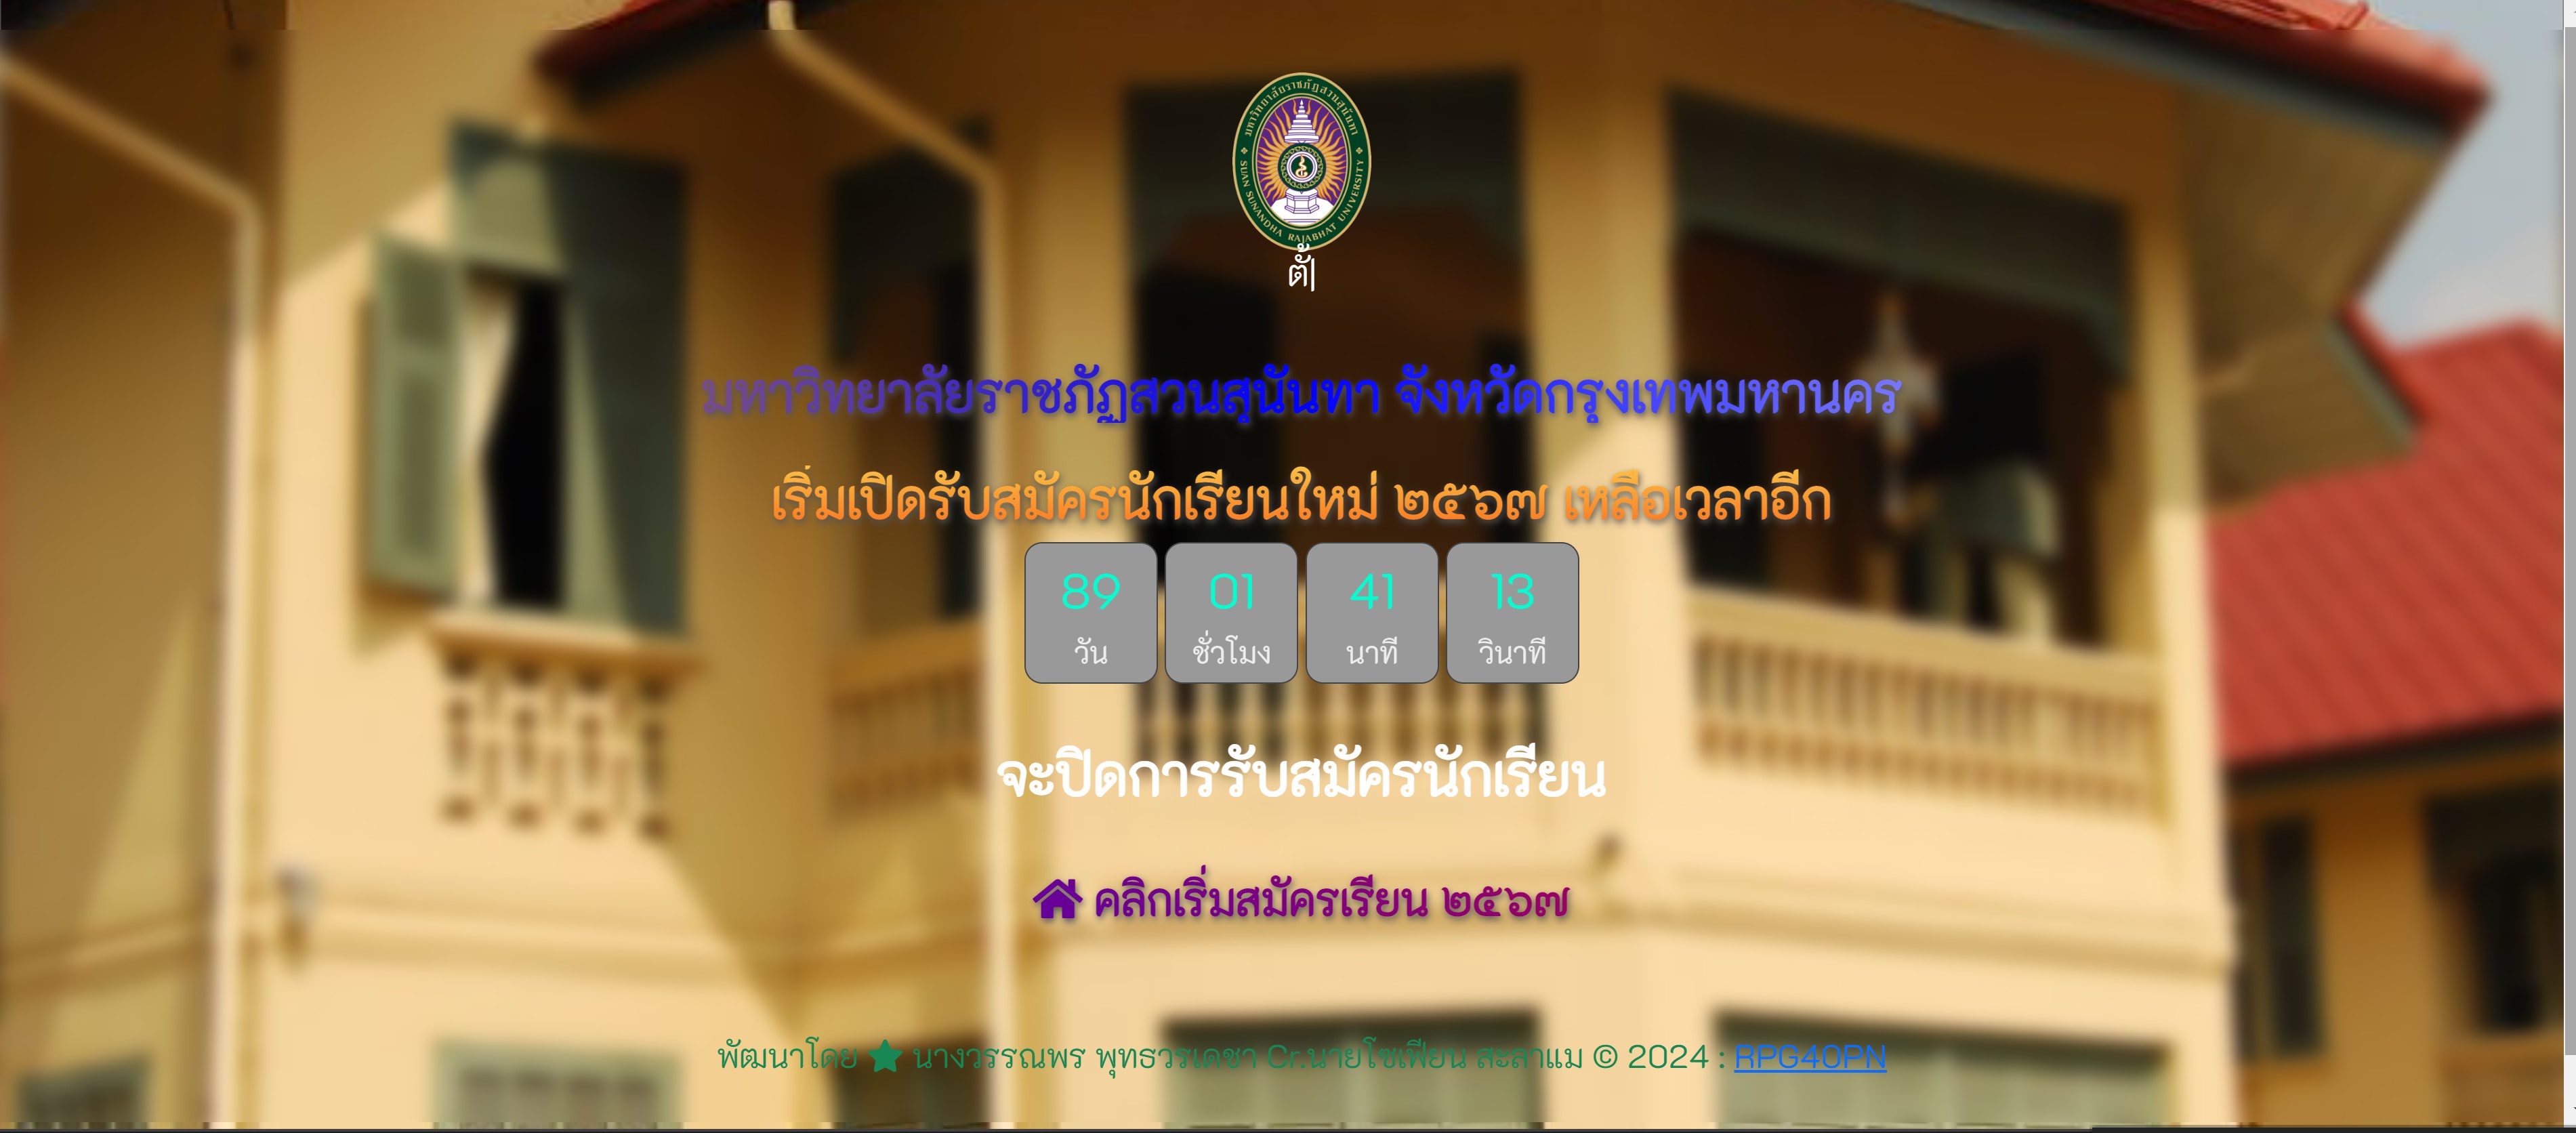 มหาวิทยาลัยราชภัฏสวนสุนันทา
SUAN SUNANDHA RAJABHAT UNIVERSITY
ตั้
มหาวิทยาลัยราชภัฏสวนสุนันทา จังหวัดกรุงเทพมหานคร
เริ่มเปิดรับสมัครนักเรียนใหม่ ๒๕๖๗ เหลือเวลาอีก
89 01 41 13
วัน ชั่วโมง นาที วินาที
จะปิดการรับสมัครนักเรียน
คลิกเริ่มสมัครเรียน ๒๕๖๗
พัฒนาโดย ★ นางวรรณพร พุทธวรเดชา Cr.นายโซเฟียน สะลาแม © 2024 : RPG40PN